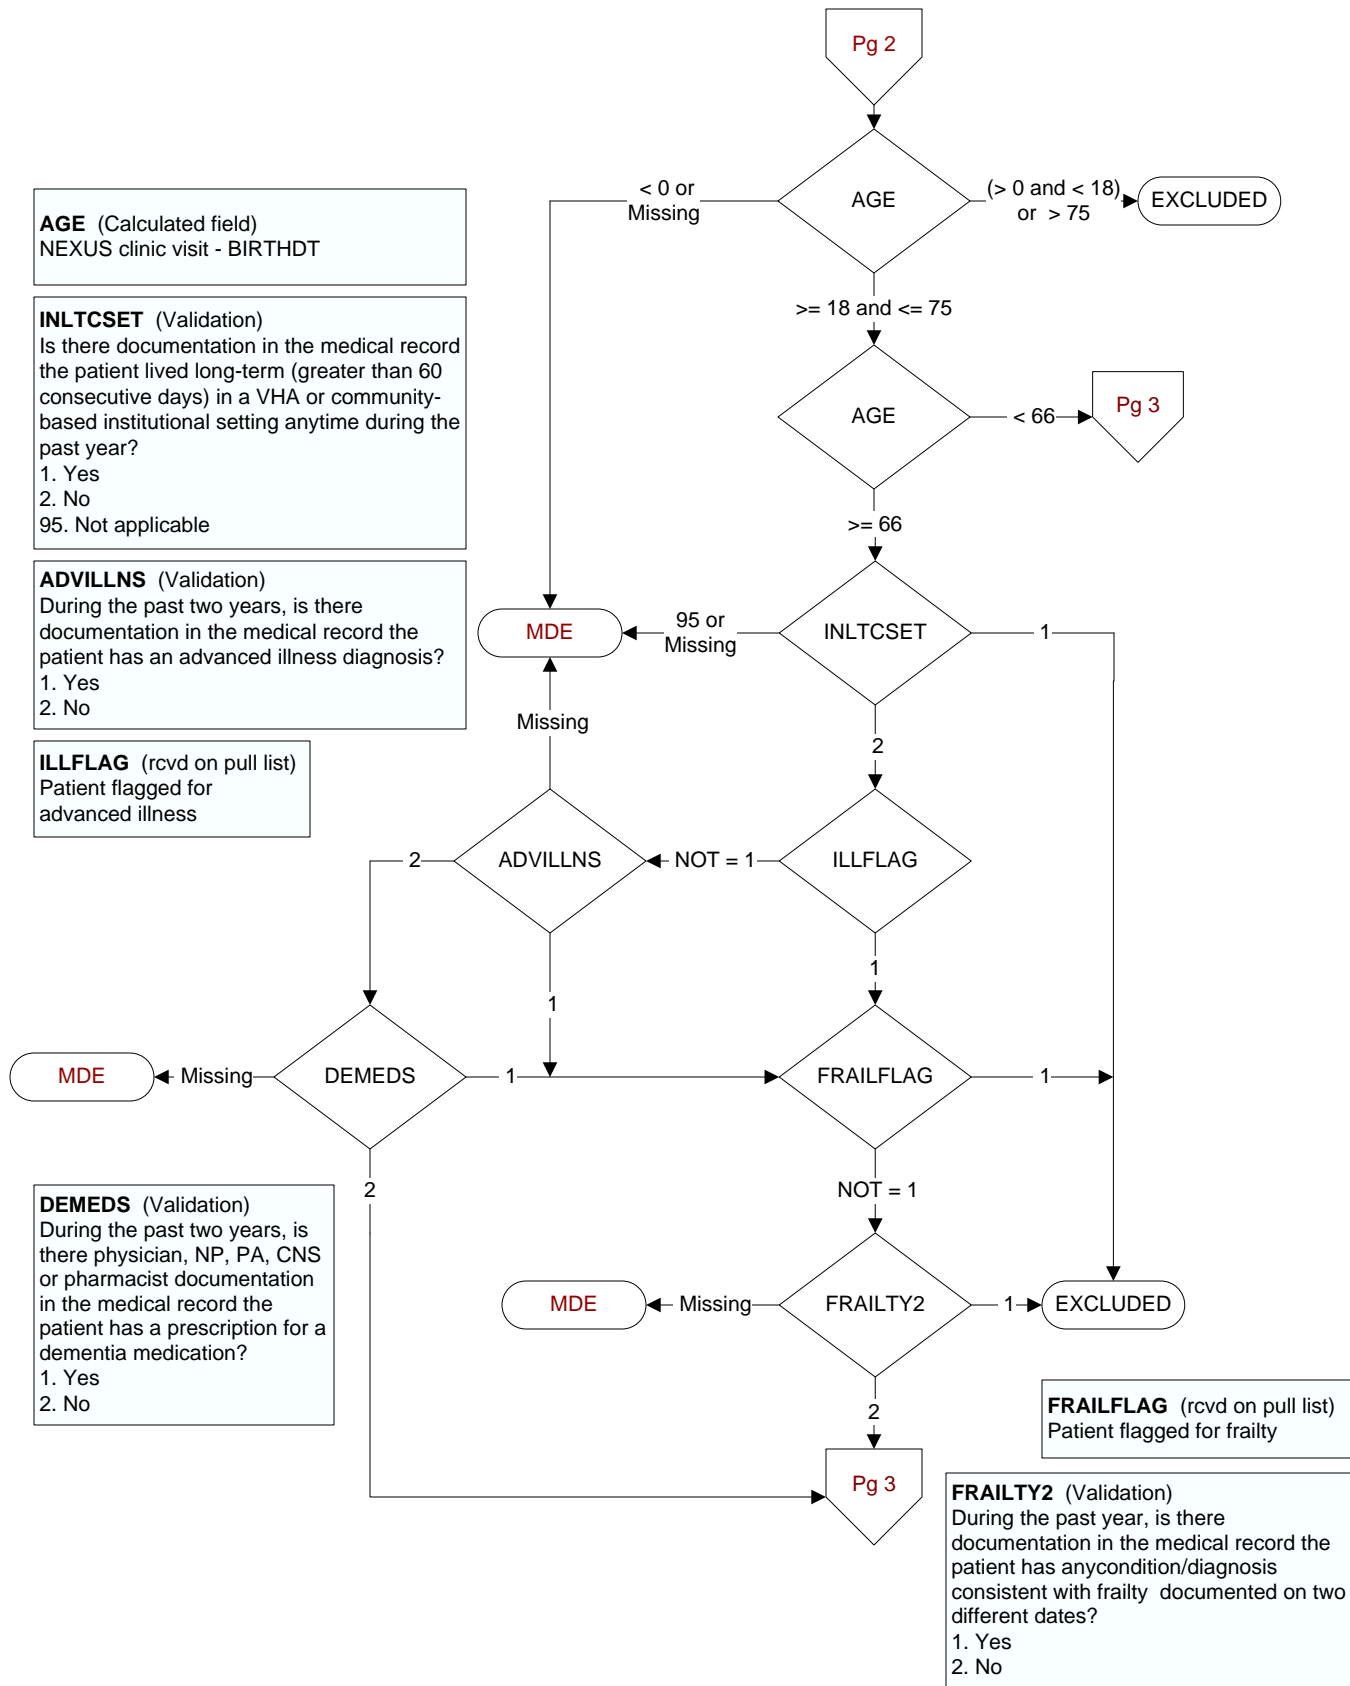 Pg 2
AGE
< 0 or
Missing
(> 0 and < 18)
or > 75
EXCLUDED
AGE (Calculated field)
NEXUS clinic visit - BIRTHDT
>= 18 and <= 75
INLTCSET (Validation)
Is there documentation in the medical record
the patient lived long-term (greater than 60
consecutive days) in a VHA or community-
based institutional setting anytime during the
past year?
1. Yes
2. No
95. Not applicable
AGE
< 66
Pg 3
>= 66
ADVILLNS (Validation)
During the past two years, is there
documentation in the medical record the
patient has an advanced illness diagnosis?
1. Yes
2. No
MDE
95 or
Missing
INLTCSET
1
Missing
2
ILLFLAG (rcvd on pull list)
Patient flagged for
advanced illness
2
ADVILLNS
NOT = 1
ILLFLAG
1
1
MDE
Missing
DEMEDS
1
FRAILFLAG
1
2
NOT = 1
DEMEDS (Validation)
During the past two years, is
there physician, NP, PA, CNS
or pharmacist documentation
in the medical record the
patient has a prescription for a
dementia medication?
1. Yes
2. No
MDE
Missing
FRAILTY2
1
EXCLUDED
2
FRAILFLAG (rcvd on pull list)
Patient flagged for frailty
Pg 3
FRAILTY2 (Validation)
During the past year, is there
documentation in the medical record the
patient has anycondition/diagnosis
consistent with frailty documented on two
different dates?
1. Yes
2. No